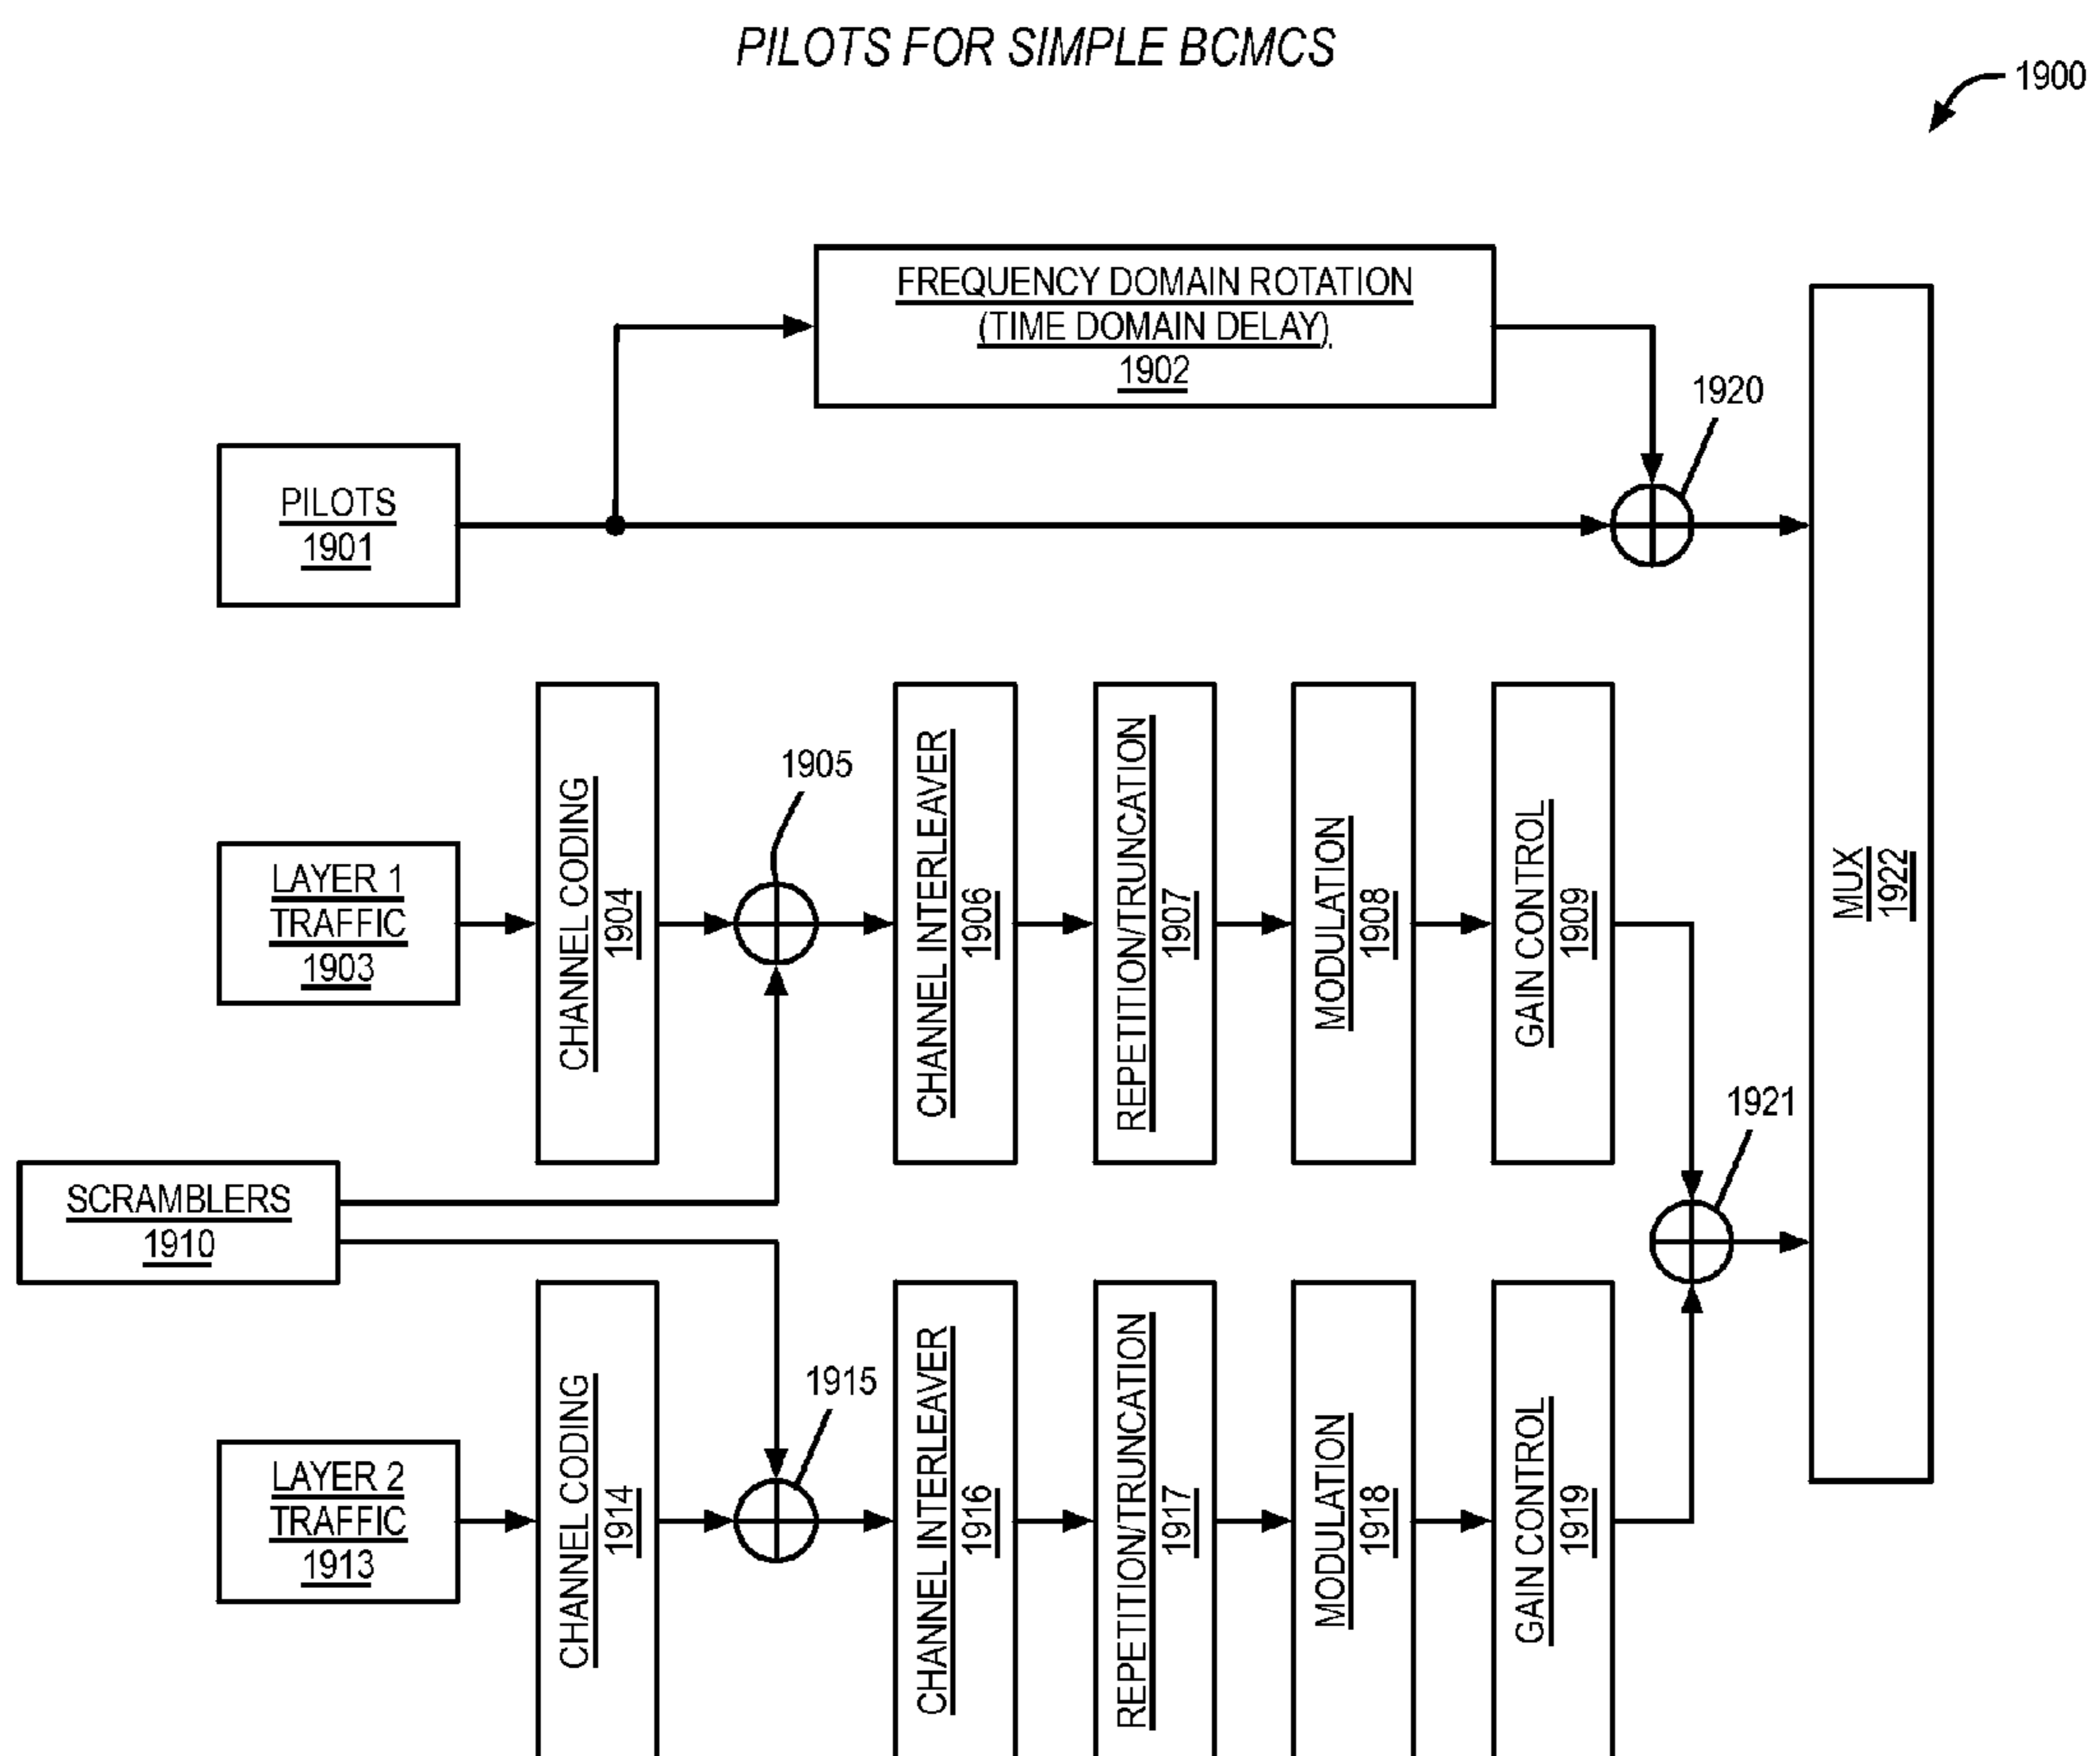 PILOTS FOR SIMPLE BCMCS
1900
FREQUENCY DOMAIN ROTATION
(TIME DOMAIN DELAY)
1902
1920
PILOTS
1901
MUX
1922
1905
LAYER 1
TRAFFIC
1903
CHANNEL CODING
1904
CHANNEL INTERLEAVER
1906
REPETITION/TRUNCATION
1907
MODULATION
1908
GAIN CONTROL
1909
1921
SCRAMBLERS
1910
1915
LAYER 2
TRAFFIC
1913
CHANNEL CODING
1914
CHANNEL INTERLEAVER
1916
REPETITION/TRUNCATION
1917
MODULATION
1918
GAIN CONTROL
1919